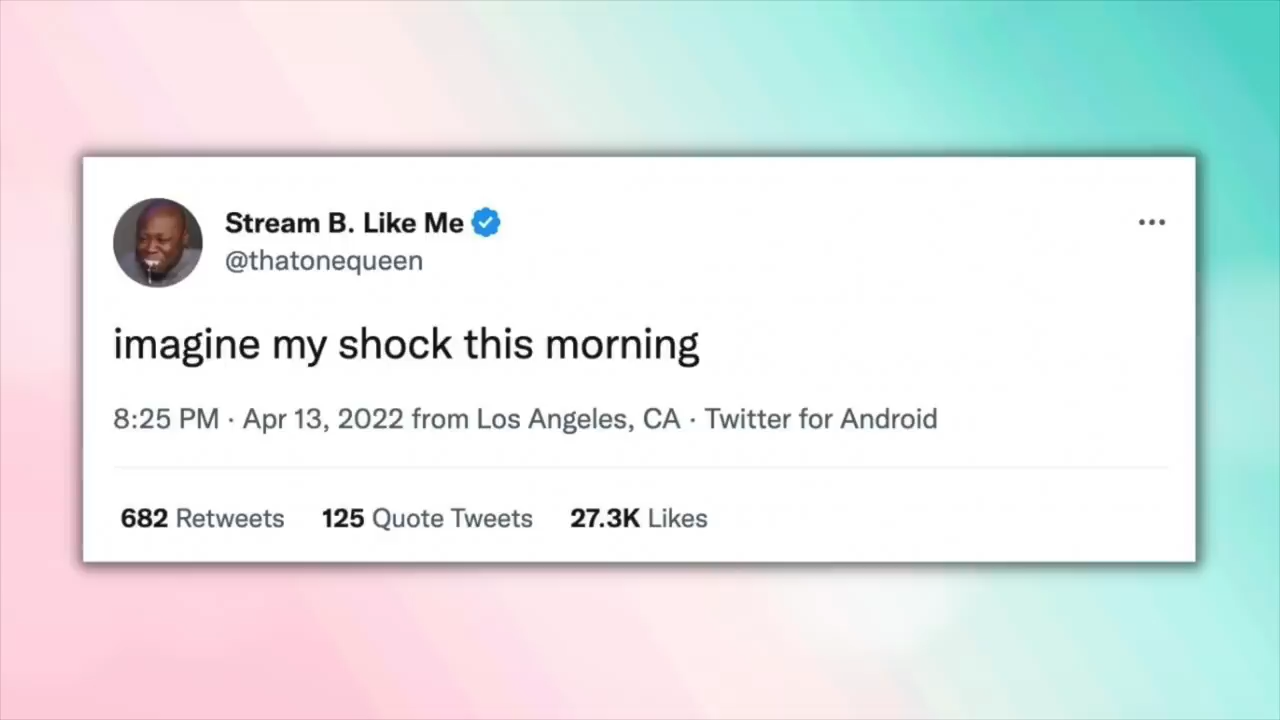 Stream B. Like Me
@thatonequeen
imagine my shock this morning
8:25 PM · Apr 13, 2022 from Los Angeles, CA · Twitter for Android
682 Retweets 125 Quote Tweets 27.3K Likes